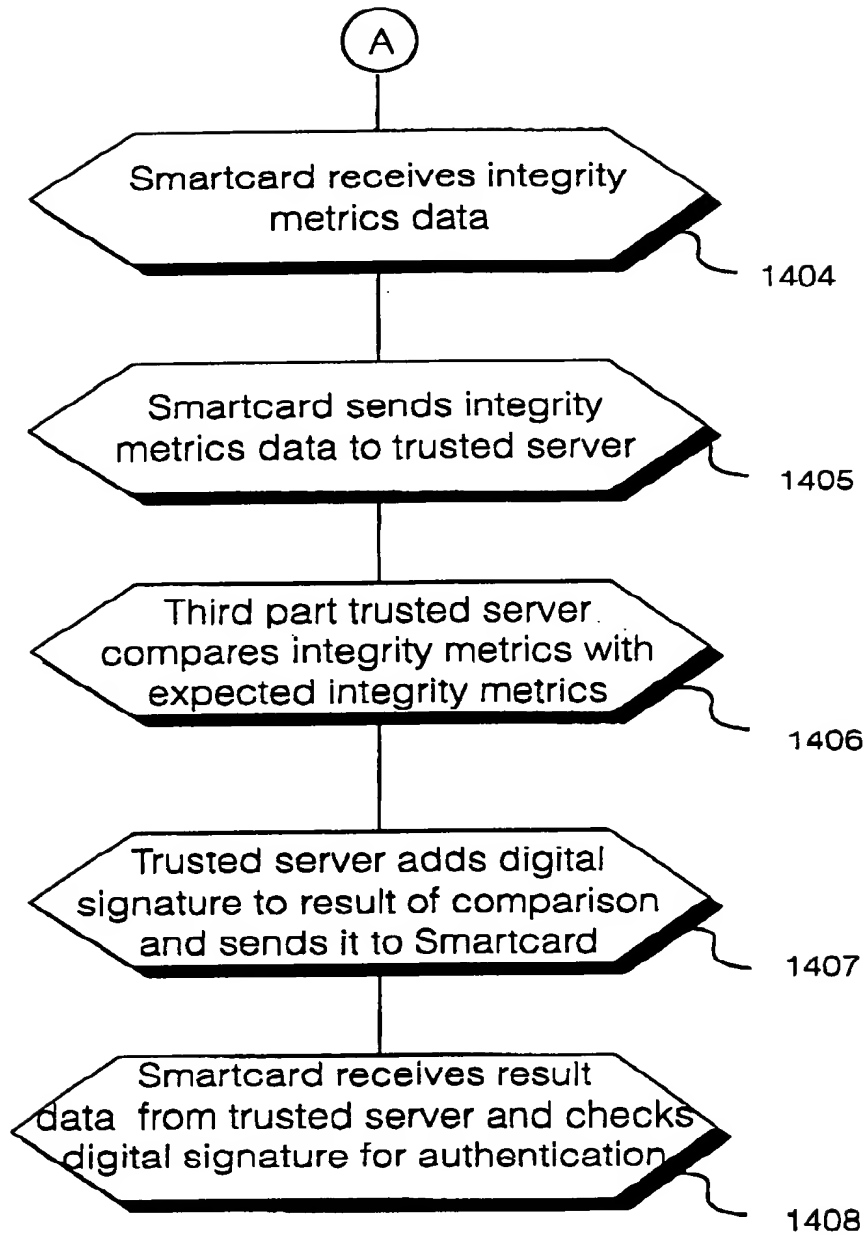 A
Smartcard receives integrity
metrics data
1404
Smartcard sends integrity
metrics data to trusted server
1405
Third part trusted server
compares integrity metrics with
expected integrity metrics
1406
Trusted server adds digital
signature to result of comparison
and sends it to Smartcard
1407
Smartcard receives result
data from trusted server and checks
digital signature for authentication
1408